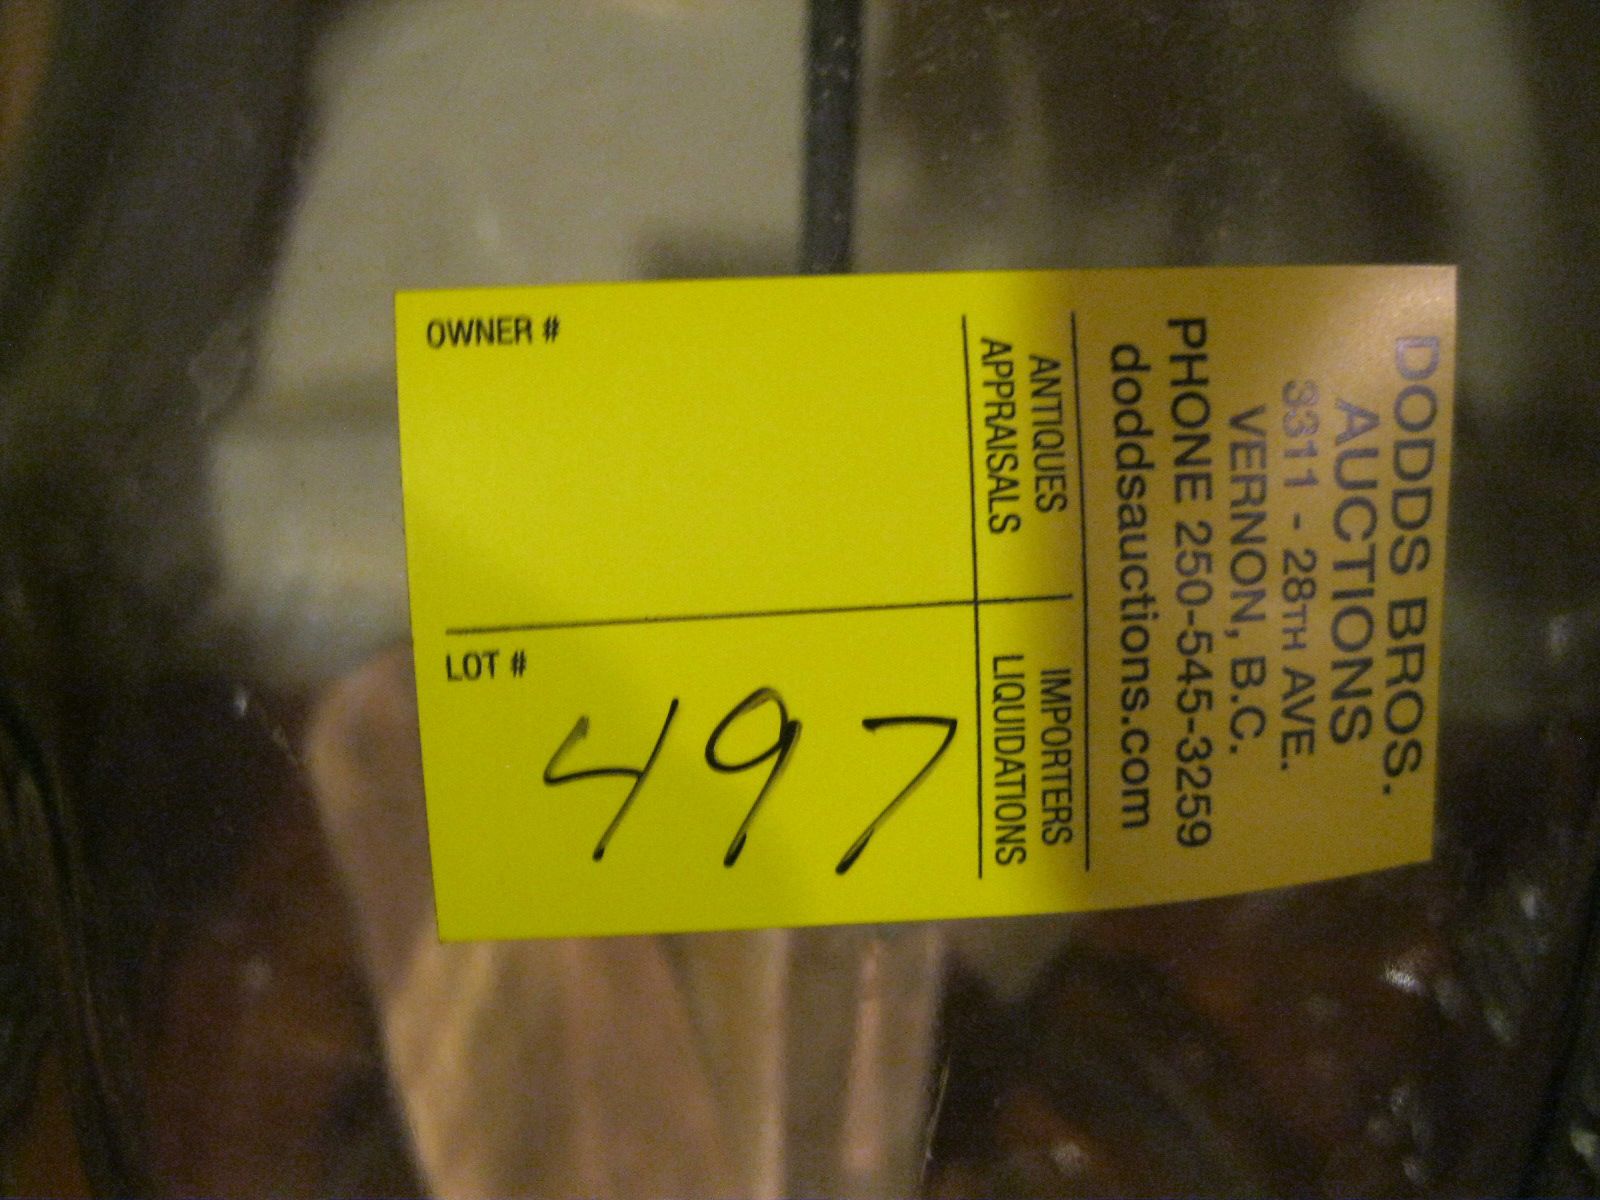 DODDS BROS.
AUCTIONS
3311 - 28TH AVE.
VERNON, B.C.
PHONE 250-545-3259
doddsauctions.com
ANTIQUES
APPRAISALS
IMPORTERS
LIQUIDATIONS
OWNER #
LOT #
497